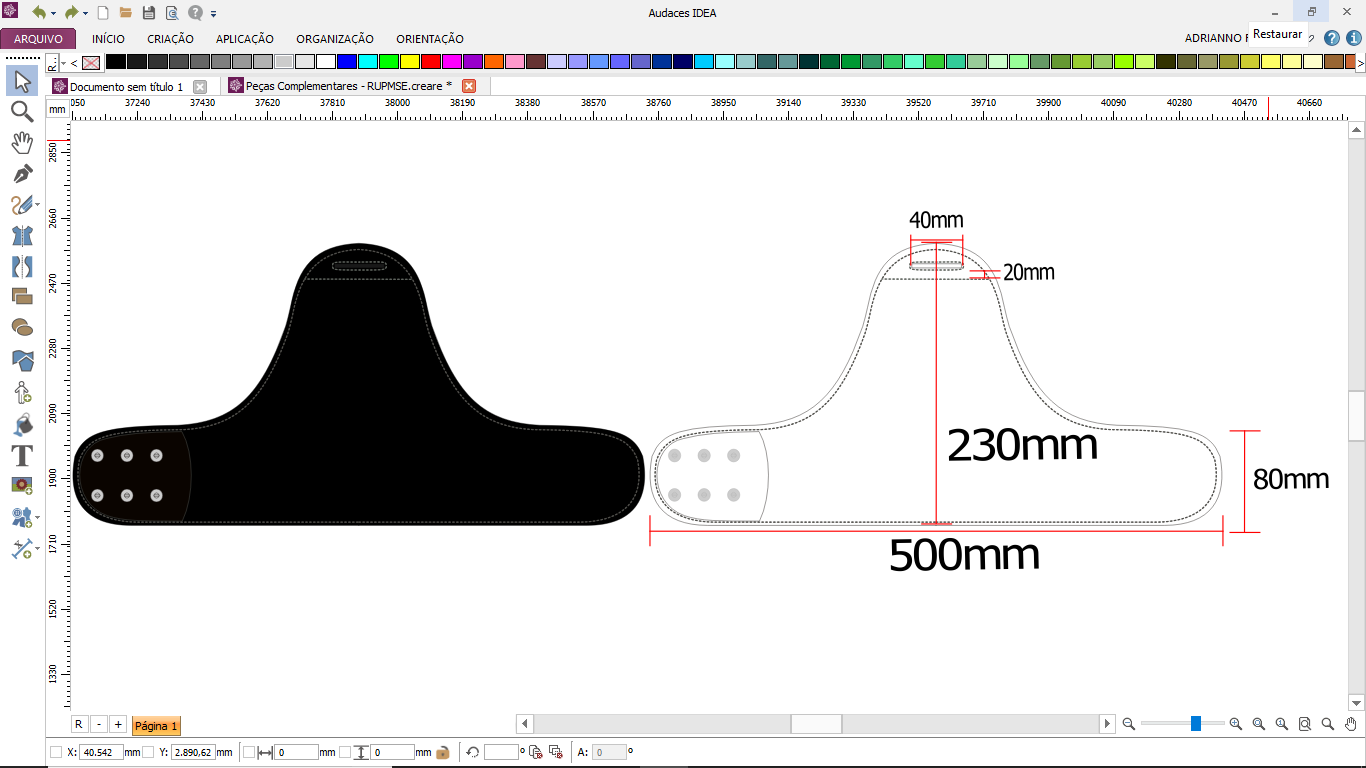 Audaces IDEA
ARQUIVO INÍCIO CRIAÇÃO APLICAÇÃO ORGANIZAÇÃO ORIENTAÇÃO ADRIANNO Restaurar
R..
Documento sem título 1 Peças Complementares - RUPMSE.creare *
mm 050 37240 37430 37620 37810 38000 38190 38380 38570 38760 38950 39140 39330 39520 39710 39900 40090 40280 40470 40660
2850
2660
2470
2280
2090
1900
1710
1520
1330
40mm
20mm
230mm
80mm
500mm
R - + Página 1
X: 40.542 mm Y: 2.890,62 mm 0 mm 0 mm º A: 0 º